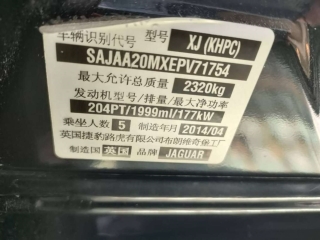 车辆识别代号 型号 XJ (KHPC)
SAJAA20MXEPV71754
最大允许总质量 2320kg
发动机型号/排量/最大净功率
204PT/1999ml/177kW
乘坐人数 5 制造年月 2014/04
英国捷豹路虎有限公司布朗维奇堡工厂
制造国 英国 品牌 JAGUAR